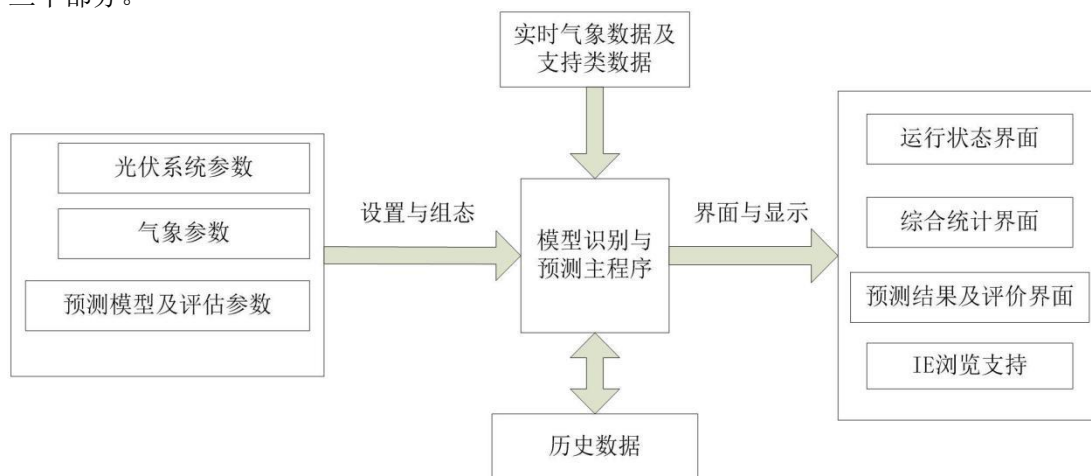 实时气象数据及
支持类数据
光伏系统参数
气象参数
预测模型及评估参数
设置与组态
模型识别与
预测主程序
界面与显示
运行状态界面
综合统计界面
预测结果及评价界面
IE浏览支持
历史数据